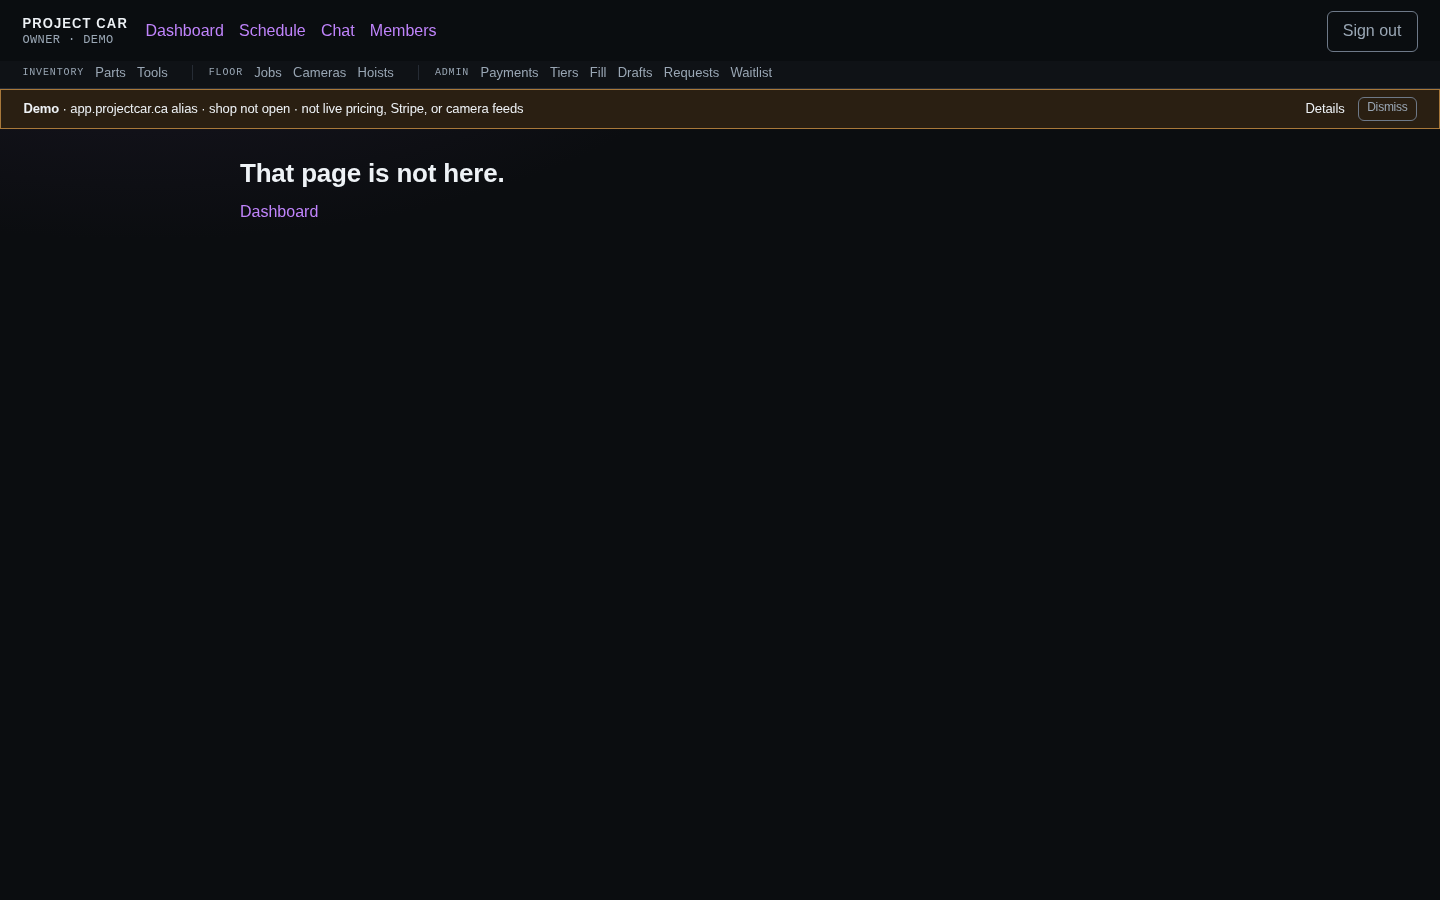 PROJECT CAR
OWNER · DEMO
Dashboard Schedule Chat Members
Sign out
INVENTORY Parts Tools FLOOR Jobs Cameras Hoists ADMIN Payments Tiers Fill Drafts Requests Waitlist
Demo · app.projectcar.ca alias · shop not open · not live pricing, Stripe, or camera feeds
Details Dismiss
That page is not here.
Dashboard